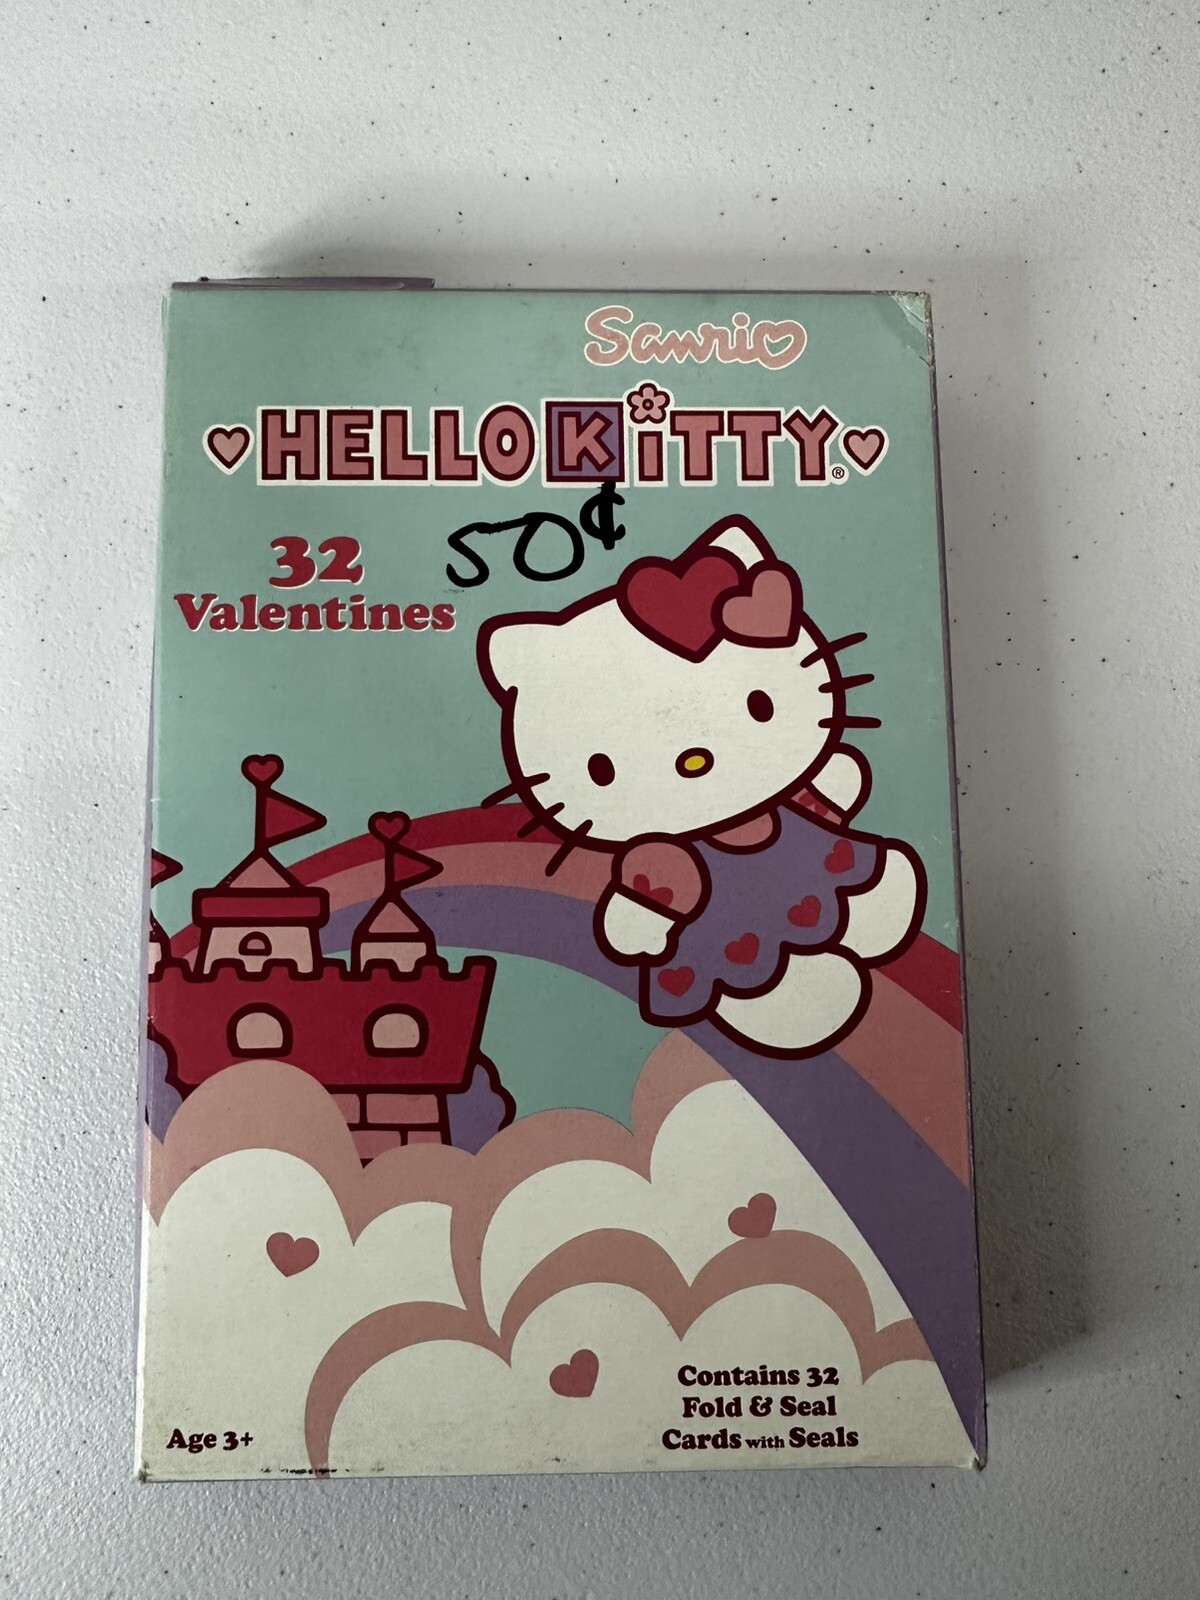 Sanrio
HELLO KiTTY®
50¢
32
Valentines
Contains 32
Fold & Seal
Cards with Seals
Age 3+